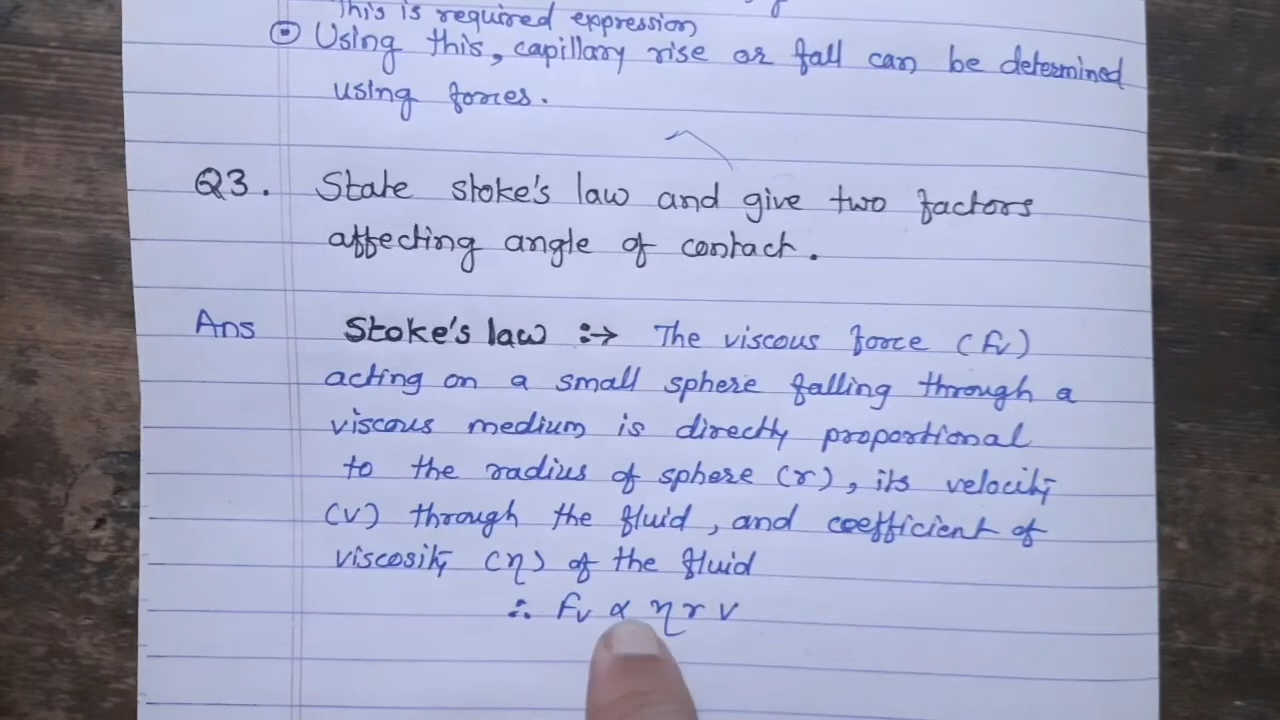 This is required expression
⊡ Using this, capillary rise or fall can be determined
using forces.
Q3. State stoke's law and give two factors
affecting angle of contact.
Ans Stoke's law :→ The viscous force (Fv)
acting on a small sphere falling through a
viscous medium is directly proportional
to the radius of sphere (r), its velocity
(v) through the fluid, and coefficient of
viscosity (η) of the fluid
∴ Fv ∝ η r v